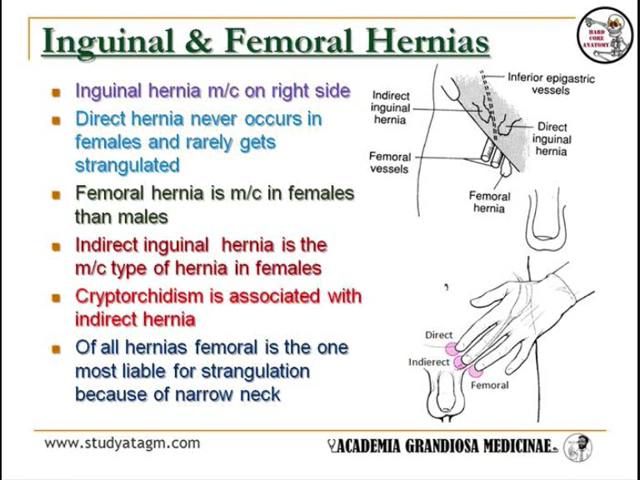 Inguinal & Femoral Hernias
HARD
CORE
ANATOMY
Inguinal hernia m/c on right side
Direct hernia never occurs in
females and rarely gets
strangulated
Femoral hernia is m/c in females
than males
Indirect inguinal hernia is the
m/c type of hernia in females
Cryptorchidism is associated with
indirect hernia
Of all hernias femoral is the one
most liable for strangulation
because of narrow neck
Inferior epigastric
vessels
Indirect
inguinal
hernia
Direct
inguinal
hernia
Femoral
vessels
Femoral
hernia
Direct
Indierect
Femoral
www.studyatagm.com
ACADEMIA GRANDIOSA MEDICINAE